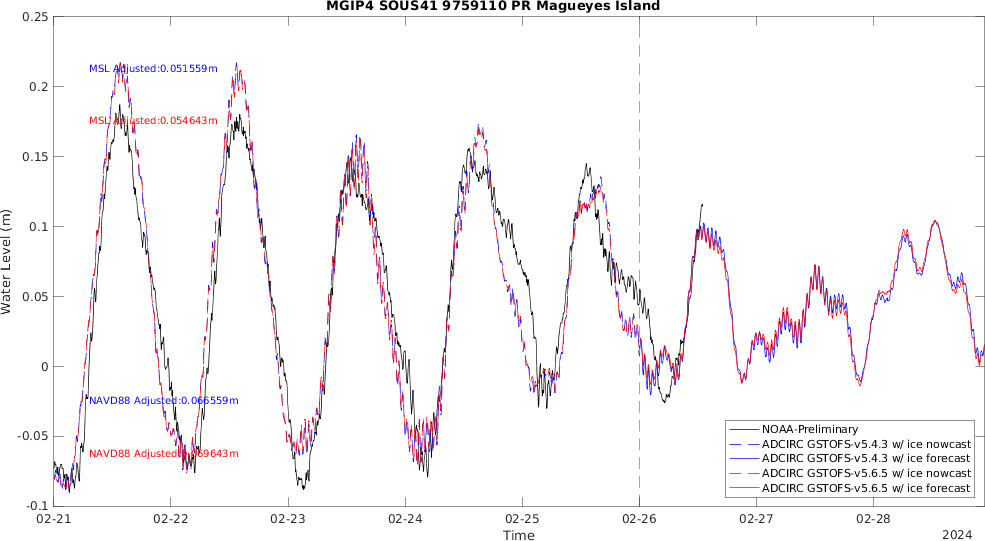 MGIP4 SOUS41 9759110 PR Magueyes Island
0.25
0.2
0.15
0.1
0.05
0
-0.05
-0.1
Water Level (m)
MSL Adjusted:0.051559m
MSL Adjusted:0.054643m
NAVD88 Adjusted:0.066559m
NAVD88 Adjusted:0.069643m
NOAA-Preliminary
ADCIRC GSTOFS-v5.4.3 w/ ice nowcast
ADCIRC GSTOFS-v5.4.3 w/ ice forecast
ADCIRC GSTOFS-v5.6.5 w/ ice nowcast
ADCIRC GSTOFS-v5.6.5 w/ ice forecast
02-21 02-22 02-23 02-24 02-25 02-26 02-27 02-28
Time
2024